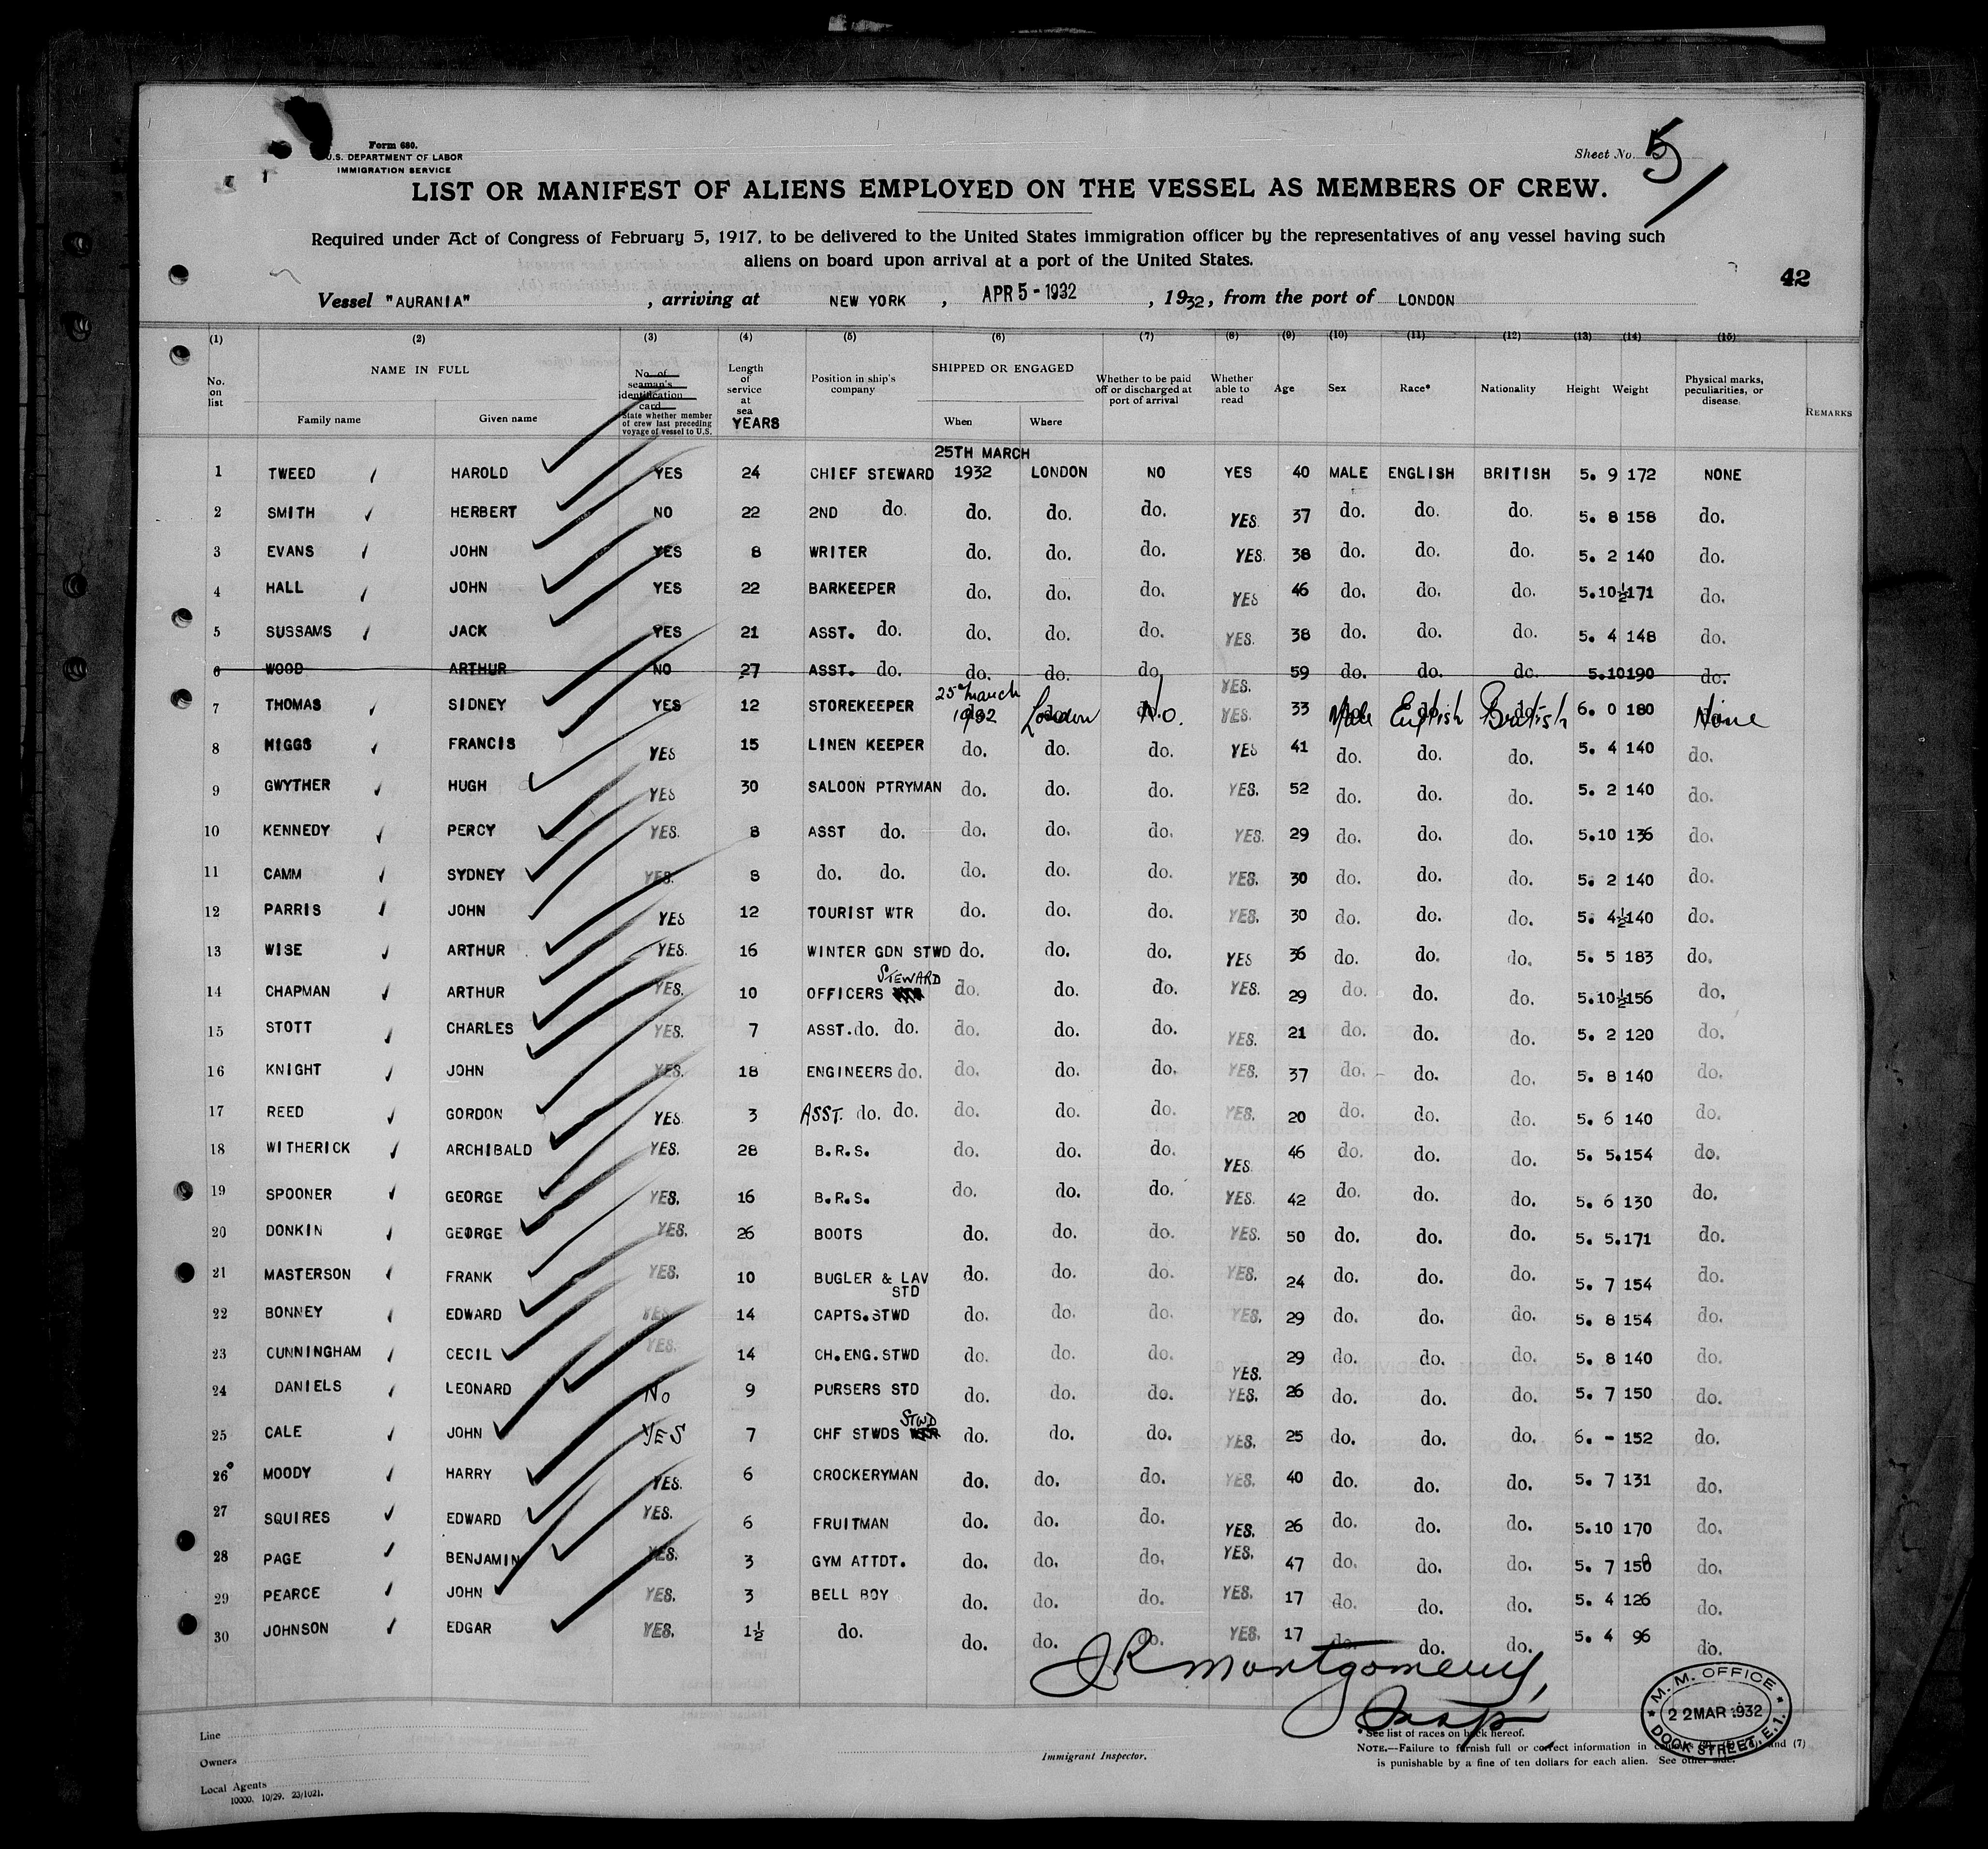 Form 680.
U.S. DEPARTMENT OF LABOR
IMMIGRATION SERVICE
Sheet No. 5
LIST OR MANIFEST OF ALIENS EMPLOYED ON THE VESSEL AS MEMBERS OF CREW.
Required under Act of Congress of February 5, 1917, to be delivered to the United States immigration officer by the representatives of any vessel having such
aliens on board upon arrival at a port of the United States.
42
Vessel "AURANIA" , arriving at NEW YORK , APR 5 - 1932 , 1932, from the port of LONDON
(1) (2) (3) (4) (5) (6) (7) (8) (9) (10) (11) (12) (13) (14) (15)
No. on list NAME IN FULL Family name Given name No. of seaman's identification card State whether member of crew last preceding voyage of vessel to U.S. Length of service at sea YEARS Position in ship's company SHIPPED OR ENGAGED When Where Whether to be paid off or discharged at port of arrival Whether able to read Age Sex Race* Nationality Height Weight Physical marks, peculiarities, or disease. REMARKS
25TH MARCH
1 TWEED HAROLD YES 24 CHIEF STEWARD 1932 LONDON NO YES 40 MALE ENGLISH BRITISH 5. 9 172 NONE
2 SMITH HERBERT NO 22 2ND do. do. do. do. YES. 37 do. do. do. 5. 8 158 do.
3 EVANS JOHN YES 8 WRITER do. do. do. YES. 38 do. do. do. 5. 2 140 do.
4 HALL JOHN YES 22 BARKEEPER do. do. do. YES 46 do. do. do. 5.10½ 171 do.
5 SUSSAMS JACK YES 21 ASST. do. do. do. do. YES. 38 do. do. do. 5. 4 148 do.
6 WOOD ARTHUR NO 27 ASST. do. do. do. do. YES. 59 do. do. do. 5.10 190 do.
25th March
7 THOMAS SIDNEY YES 12 STOREKEEPER 1932 London No. YES. 33 Male English British 6. 0 180 None
8 HIGGS FRANCIS YES 15 LINEN KEEPER do. do. do. YES 41 do. do. do. 5. 4 140 do.
9 GWYTHER HUGH YES 30 SALOON PTRYMAN do. do. do. YES. 52 do. do. do. 5. 2 140 do.
10 KENNEDY PERCY YES. 8 ASST do. do. do. do. YES. 29 do. do. do. 5.10 136 do.
11 CAMM SYDNEY YES. 8 do. do. do. do. do. YES. 30 do. do. do. 5. 2 140 do.
12 PARRIS JOHN YES 12 TOURIST WTR do. do. do. YES. 30 do. do. do. 5. 4½ 140 do.
13 WISE ARTHUR YES. 16 WINTER GDN STWD do. do. do. YES 36 do. do. do. 5. 5 183 do.
14 CHAPMAN ARTHUR YES. 10 OFFICERS STEWARD do. do. do. YES. 29 do. do. do. 5.10½ 156 do.
15 STOTT CHARLES YES. 7 ASST.do. do. do. do. do. YES. 21 do. do. do. 5. 2 120 do.
16 KNIGHT JOHN YES. 18 ENGINEERS do. do. do. do. YES. 37 do. do. do. 5. 8 140 do.
17 REED GORDON YES. 3 ASST. do. do. do. do. do. YES. 20 do. do. do. 5. 6 140 do.
18 WITHERICK ARCHIBALD YES. 28 B.R.S. do. do. do. YES 46 do. do. do. 5. 5. 154 do.
19 SPOONER GEORGE YES. 16 B.R.S. do. do. do. YES. 42 do. do. do. 5. 6 130 do.
20 DONKIN GEORGE YES. 26 BOOTS do. do. do. YES. 50 do. do. do. 5. 5. 171 do.
21 MASTERSON FRANK YES. 10 BUGLER & LAV STD do. do. do. YES. 24 do. do. do. 5. 7 154 do.
22 BONNEY EDWARD YES. 14 CAPTS.STWD do. do. do. YES. 29 do. do. do. 5. 8 154 do.
23 CUNNINGHAM CECIL YES. 14 CH.ENG.STWD do. do. do. YES. 29 do. do. do. 5. 8 140 do.
24 DANIELS LEONARD No 9 PURSERS STD do. do. do. YES. 26 do. do. do. 5. 7 150 do.
25 CALE JOHN YES 7 CHF STWDS STWD do. do. do. YES. 25 do. do. do. 6. - 152 do.
26 MOODY HARRY YES. 6 CROCKERYMAN do. do. do. YES. 40 do. do. do. 5. 7 131 do.
27 SQUIRES EDWARD YES. 6 FRUITMAN do. do. do. YES. 26 do. do. do. 5.10 170 do.
28 PAGE BENJAMIN YES. 3 GYM ATTDT. do. do. do. YES. 47 do. do. do. 5. 7 150 do.
29 PEARCE JOHN YES. 3 BELL BOY do. do. do. YES. 17 do. do. do. 5. 4 126 do.
30 JOHNSON EDGAR YES. 1½ do. do. do. do. YES. 17 do. do. do. 5. 4 96 do.
JR Montgomery,
Insp
M. M. OFFICE
22 MAR 1932
DOCK STREET, E.1.
Line
Owners
Local Agents
10000. 10/29. 23/1021.
Immigrant Inspector.
* See list of races on back hereof.
NOTE.—Failure to furnish full or correct information in and (7)
is punishable by a fine of ten dollars for each alien. See other side.